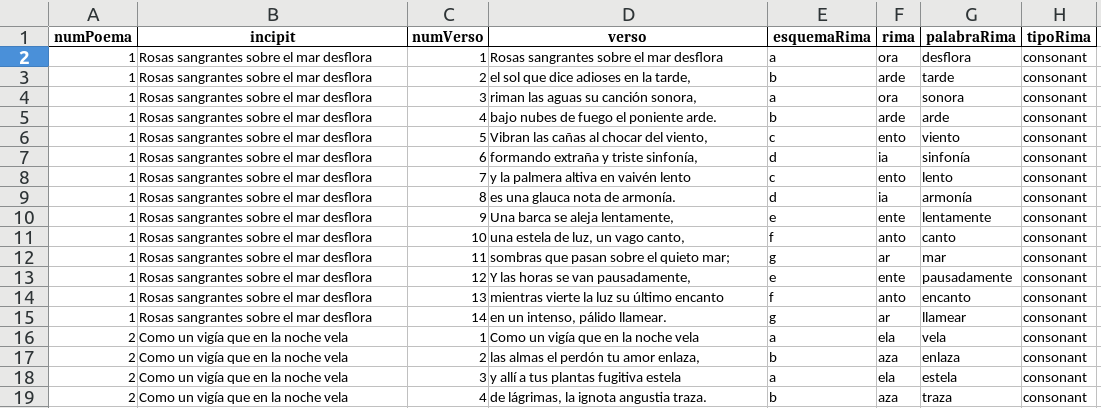 A B C D E F G H
1 numPoema incipit numVerso verso esquemaRima rima palabraRima tipoRima
2 1 Rosas sangrantes sobre el mar desflora 1 Rosas sangrantes sobre el mar desflora a ora desflora consonant
3 1 Rosas sangrantes sobre el mar desflora 2 el sol que dice adioses en la tarde, b arde tarde consonant
4 1 Rosas sangrantes sobre el mar desflora 3 riman las aguas su canción sonora, a ora sonora consonant
5 1 Rosas sangrantes sobre el mar desflora 4 bajo nubes de fuego el poniente arde. b arde arde consonant
6 1 Rosas sangrantes sobre el mar desflora 5 Vibran las cañas al chocar del viento, c ento viento consonant
7 1 Rosas sangrantes sobre el mar desflora 6 formando extraña y triste sinfonía, d ia sinfonía consonant
8 1 Rosas sangrantes sobre el mar desflora 7 y la palmera altiva en vaivén lento c ento lento consonant
9 1 Rosas sangrantes sobre el mar desflora 8 es una glauca nota de armonía. d ia armonía consonant
10 1 Rosas sangrantes sobre el mar desflora 9 Una barca se aleja lentamente, e ente lentamente consonant
11 1 Rosas sangrantes sobre el mar desflora 10 una estela de luz, un vago canto, f anto canto consonant
12 1 Rosas sangrantes sobre el mar desflora 11 sombras que pasan sobre el quieto mar; g ar mar consonant
13 1 Rosas sangrantes sobre el mar desflora 12 Y las horas se van pausadamente, e ente pausadamente consonant
14 1 Rosas sangrantes sobre el mar desflora 13 mientras vierte la luz su último encanto f anto encanto consonant
15 1 Rosas sangrantes sobre el mar desflora 14 en un intenso, pálido llamear. g ar llamear consonant
16 2 Como un vigía que en la noche vela 1 Como un vigía que en la noche vela a ela vela consonant
17 2 Como un vigía que en la noche vela 2 las almas el perdón tu amor enlaza, b aza enlaza consonant
18 2 Como un vigía que en la noche vela 3 y allí a tus plantas fugitiva estela a ela estela consonant
19 2 Como un vigía que en la noche vela 4 de lágrimas, la ignota angustia traza. b aza traza consonant